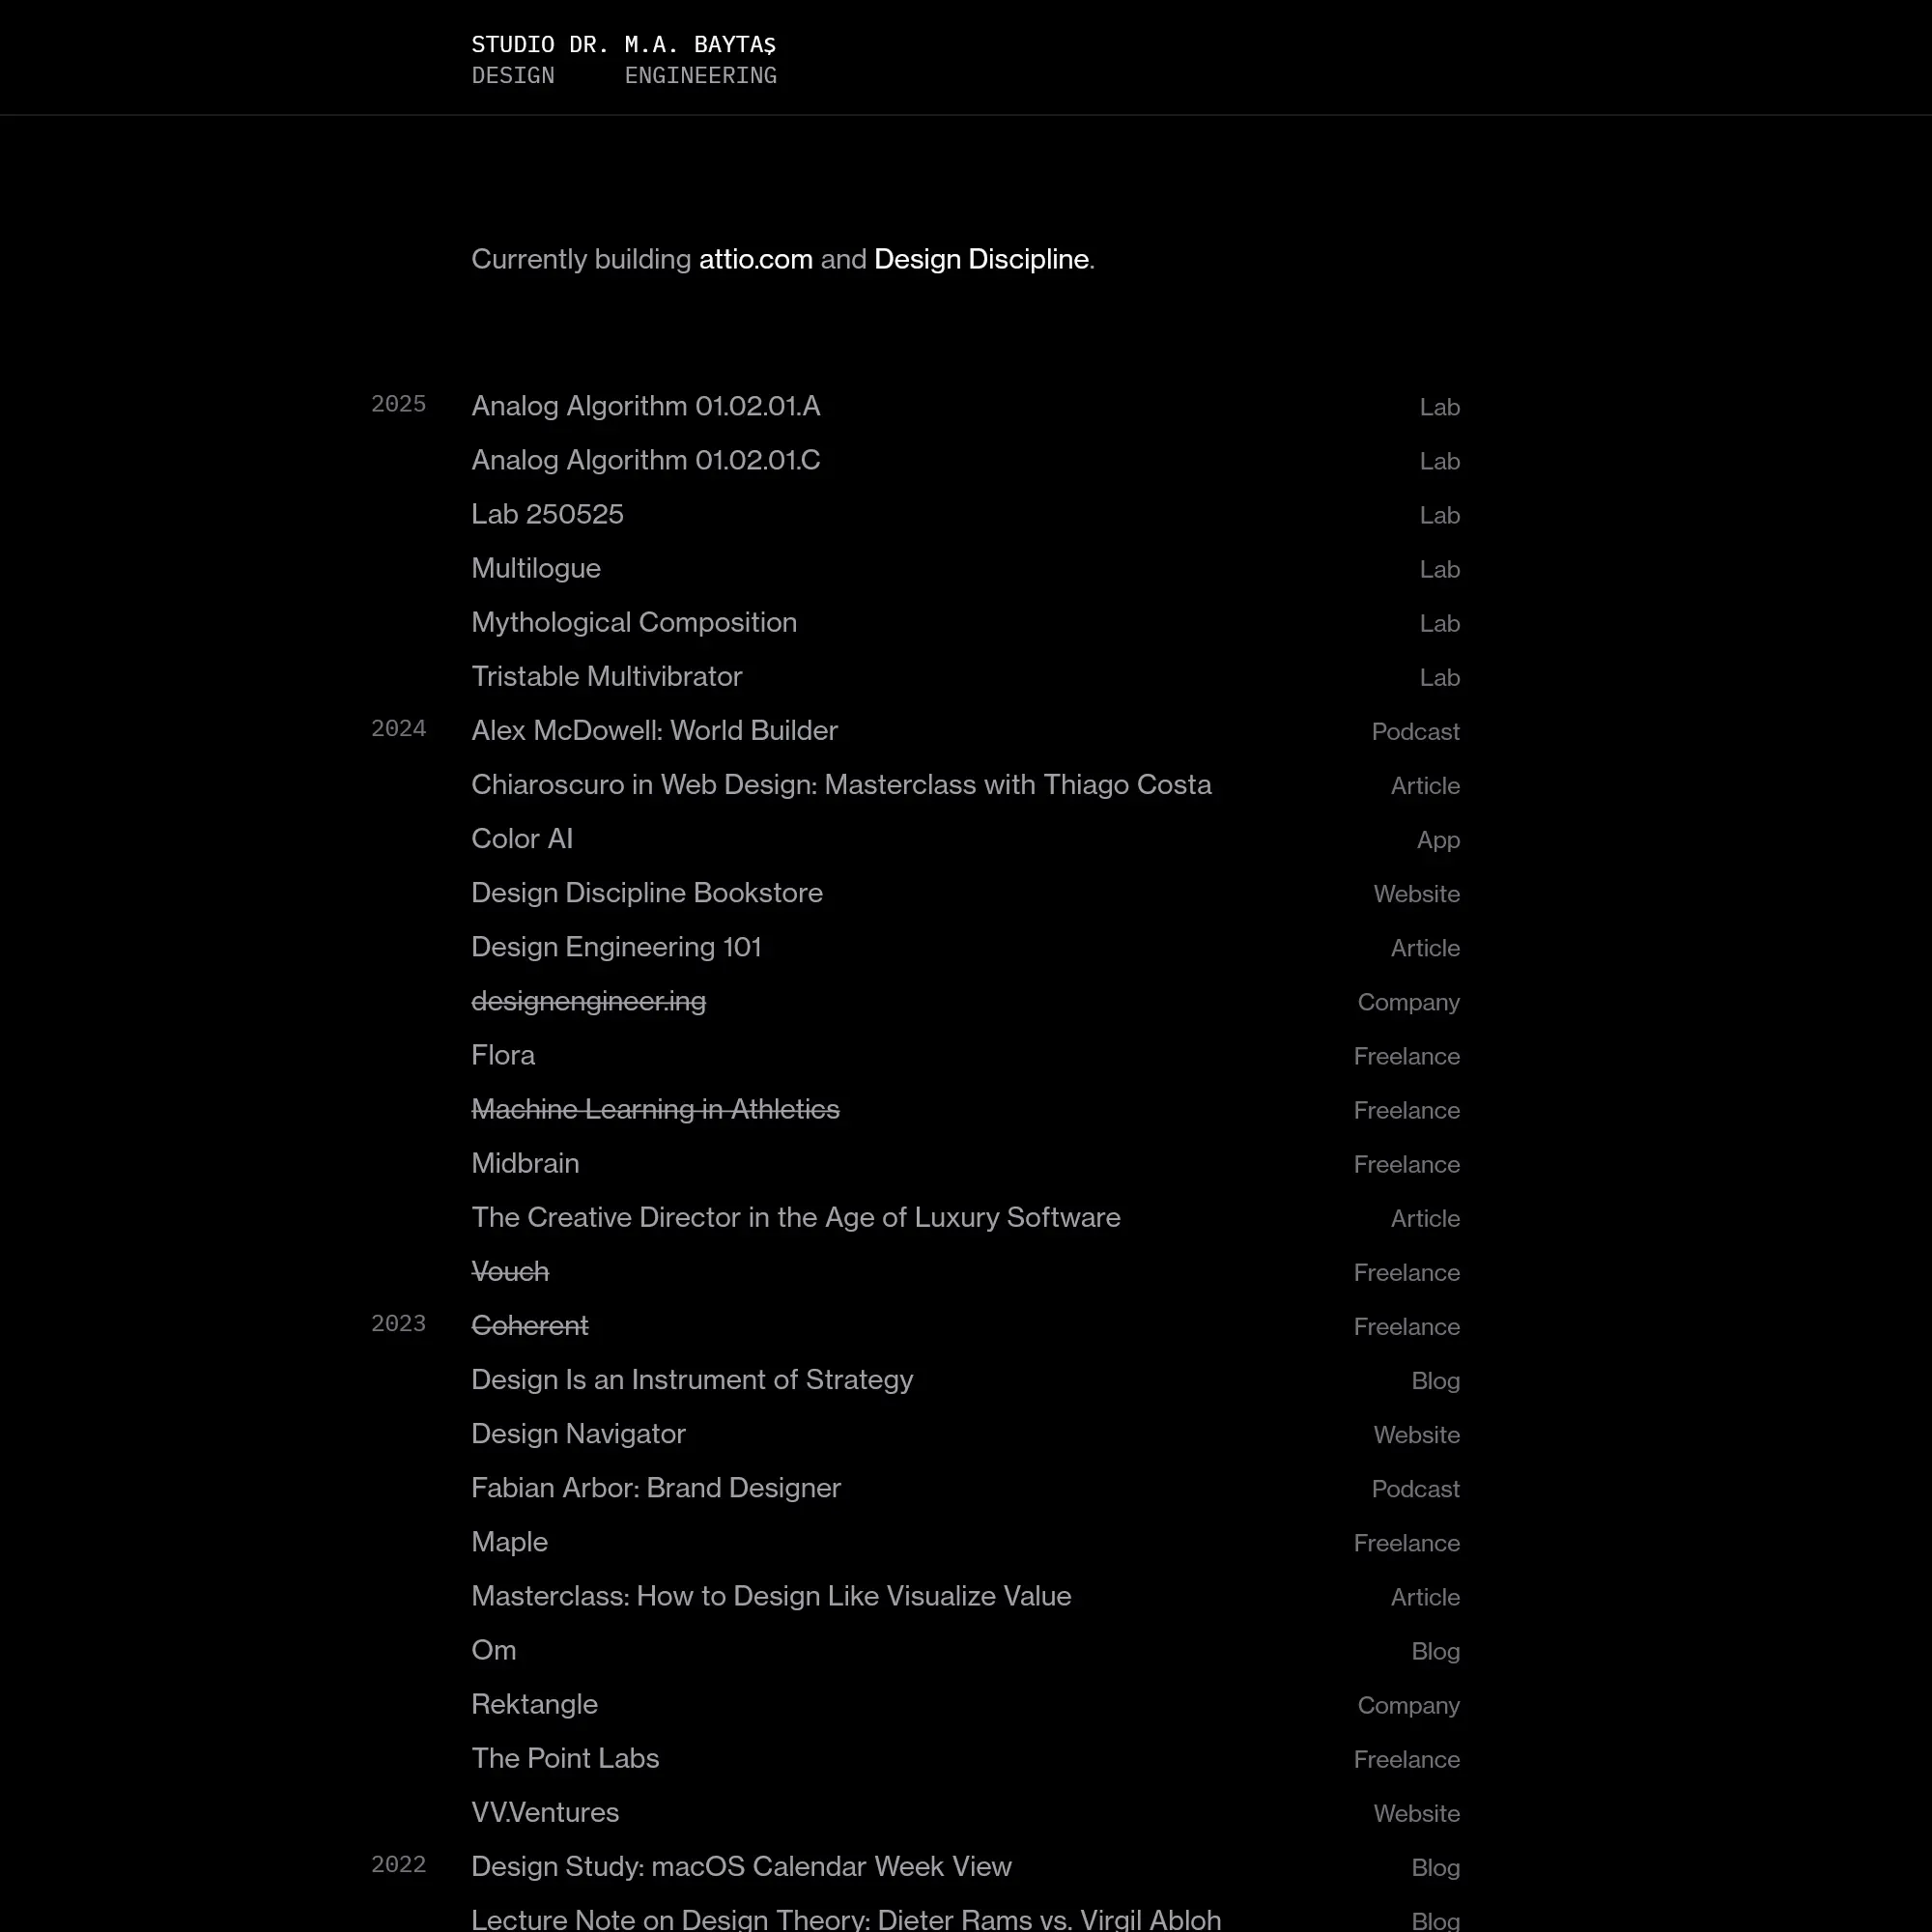 STUDIO DR. M.A. BAYTAŞ
DESIGN ENGINEERING
Currently building attio.com and Design Discipline.
2025 Analog Algorithm 01.02.01.A Lab
Analog Algorithm 01.02.01.C Lab
Lab 250525 Lab
Multilogue Lab
Mythological Composition Lab
Tristable Multivibrator Lab
2024 Alex McDowell: World Builder Podcast
Chiaroscuro in Web Design: Masterclass with Thiago Costa Article
Color AI App
Design Discipline Bookstore Website
Design Engineering 101 Article
designengineer.ing Company
Flora Freelance
Machine Learning in Athletics Freelance
Midbrain Freelance
The Creative Director in the Age of Luxury Software Article
Vouch Freelance
2023 Coherent Freelance
Design Is an Instrument of Strategy Blog
Design Navigator Website
Fabian Arbor: Brand Designer Podcast
Maple Freelance
Masterclass: How to Design Like Visualize Value Article
Om Blog
Rektangle Company
The Point Labs Freelance
VV.Ventures Website
2022 Design Study: macOS Calendar Week View Blog
Lecture Note on Design Theory: Dieter Rams vs. Virgil Abloh Blog